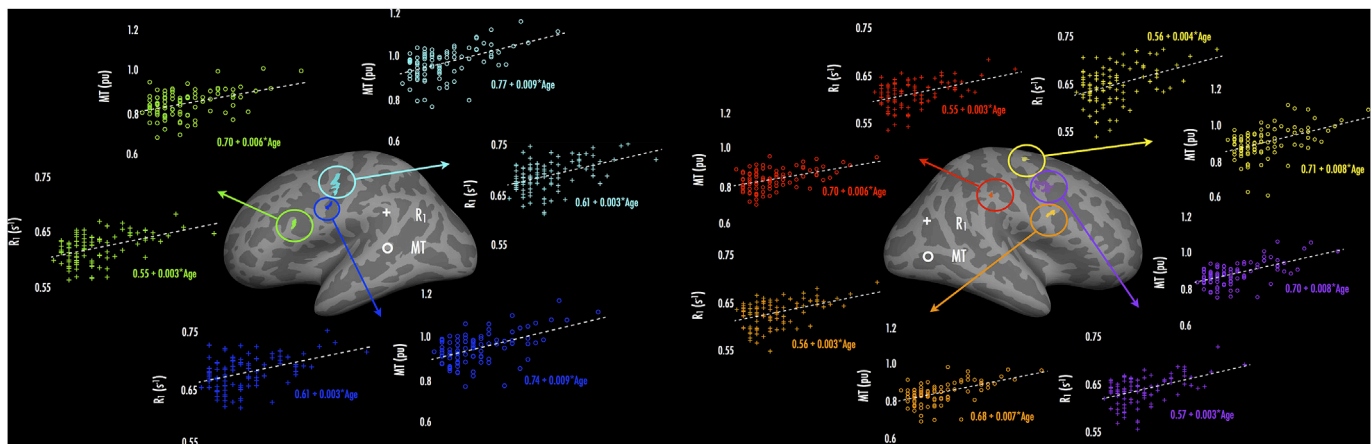 1.2
1.0
0.8
0.6
MT (pu)
0.70 + 0.006*Age
1.2
1.0
0.8
0.6
MT (pu)
0.77 + 0.009*Age
0.75
0.65
0.55
R₁ (s⁻¹)
0.55 + 0.003*Age
0.75
0.65
0.55
R₁ (s⁻¹)
0.61 + 0.003*Age
R₁
MT
0.75
0.65
0.55
R₁ (s⁻¹)
0.61 + 0.003*Age
1.2
1.0
0.8
0.6
MT (pu)
0.74 + 0.009*Age
0.75
0.65
0.55
R₁ (s⁻¹)
0.55 + 0.003*Age
0.75
0.65
0.55
R₁ (s⁻¹)
0.56 + 0.004*Age
1.2
1.0
0.8
0.6
MT (pu)
0.70 + 0.006*Age
1.2
1.0
0.8
0.6
MT (pu)
0.71 + 0.008*Age
R₁
MT
0.75
0.65
0.55
R₁ (s⁻¹)
0.56 + 0.003*Age
1.2
1.0
0.8
0.6
MT (pu)
0.70 + 0.008*Age
1.2
1.0
0.8
0.6
MT (pu)
0.68 + 0.007*Age
0.75
0.65
0.55
R₁ (s⁻¹)
0.57 + 0.003*Age